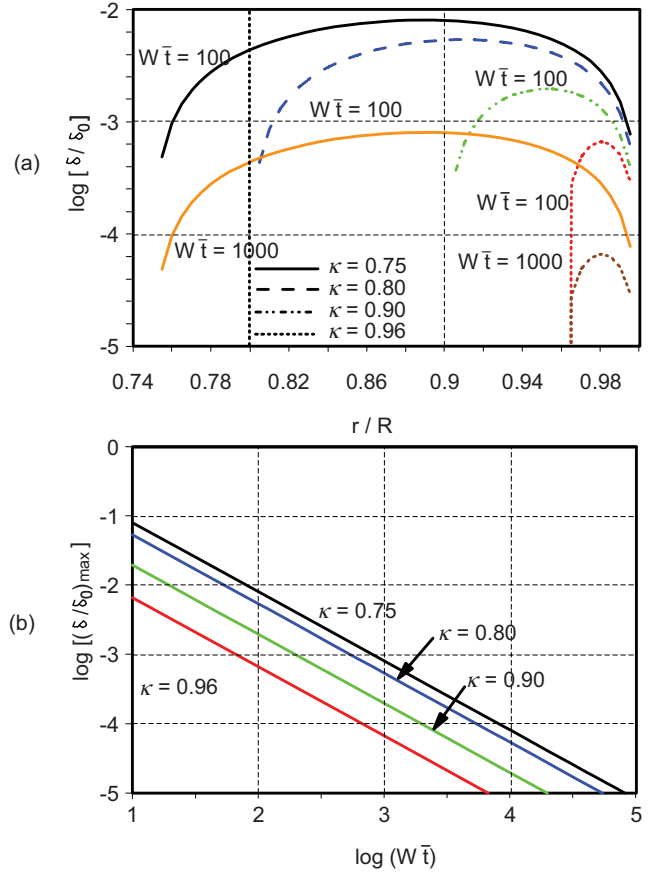 -2
-3
-4
-5
log [ δ / δ₀]
(a)
W t̄ = 100
W t̄ = 100
W t̄ = 100
W t̄ = 100
W t̄ = 1000
W t̄ = 1000
κ = 0.75
κ = 0.80
κ = 0.90
κ = 0.96
0.74 0.78 0.82 0.86 0.9 0.94 0.98
r / R
0
-1
-2
-3
-4
-5
log [(δ/δ₀)max]
(b)
κ = 0.75
κ = 0.80
κ = 0.90
κ = 0.96
1 2 3 4 5
log (W t̄)